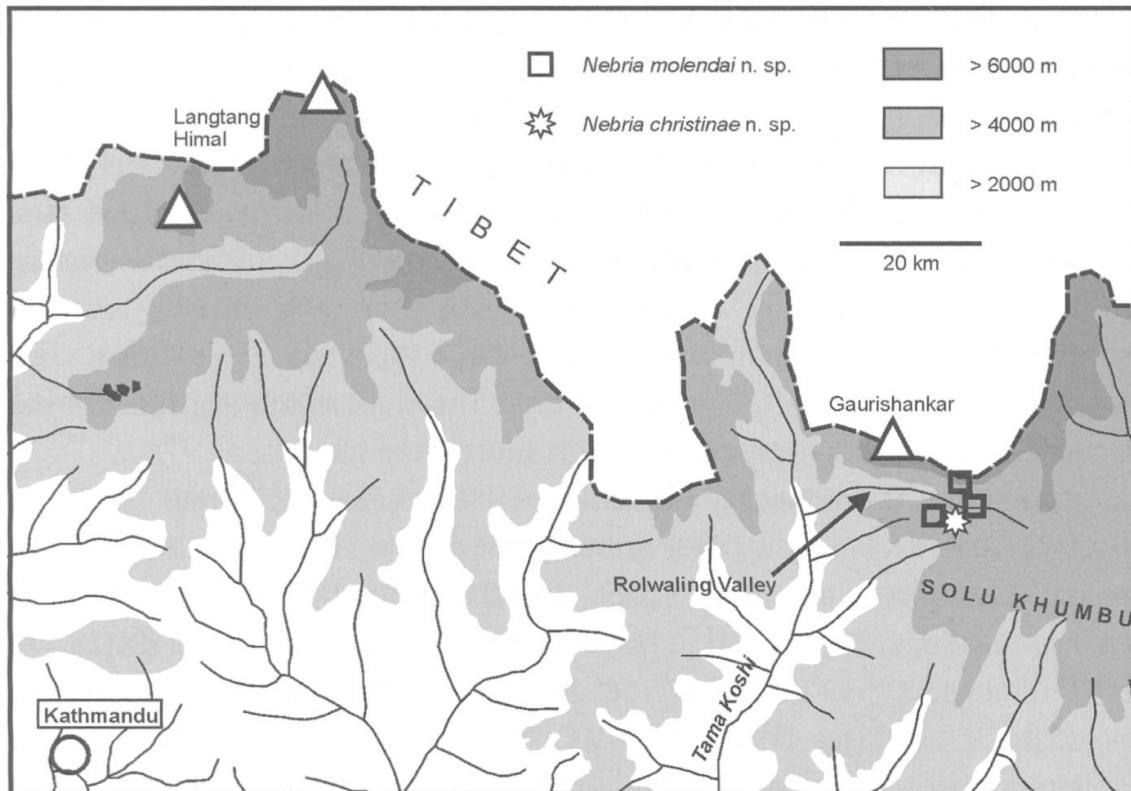 Langtang
Himal
Nebria molendai n. sp.
Nebria christinae n. sp.
> 6000 m
> 4000 m
> 2000 m
20 km
TIBET
Gaurishankar
Rolwaling Valley
SOLU KHUMBU
Tama Koshi
Kathmandu